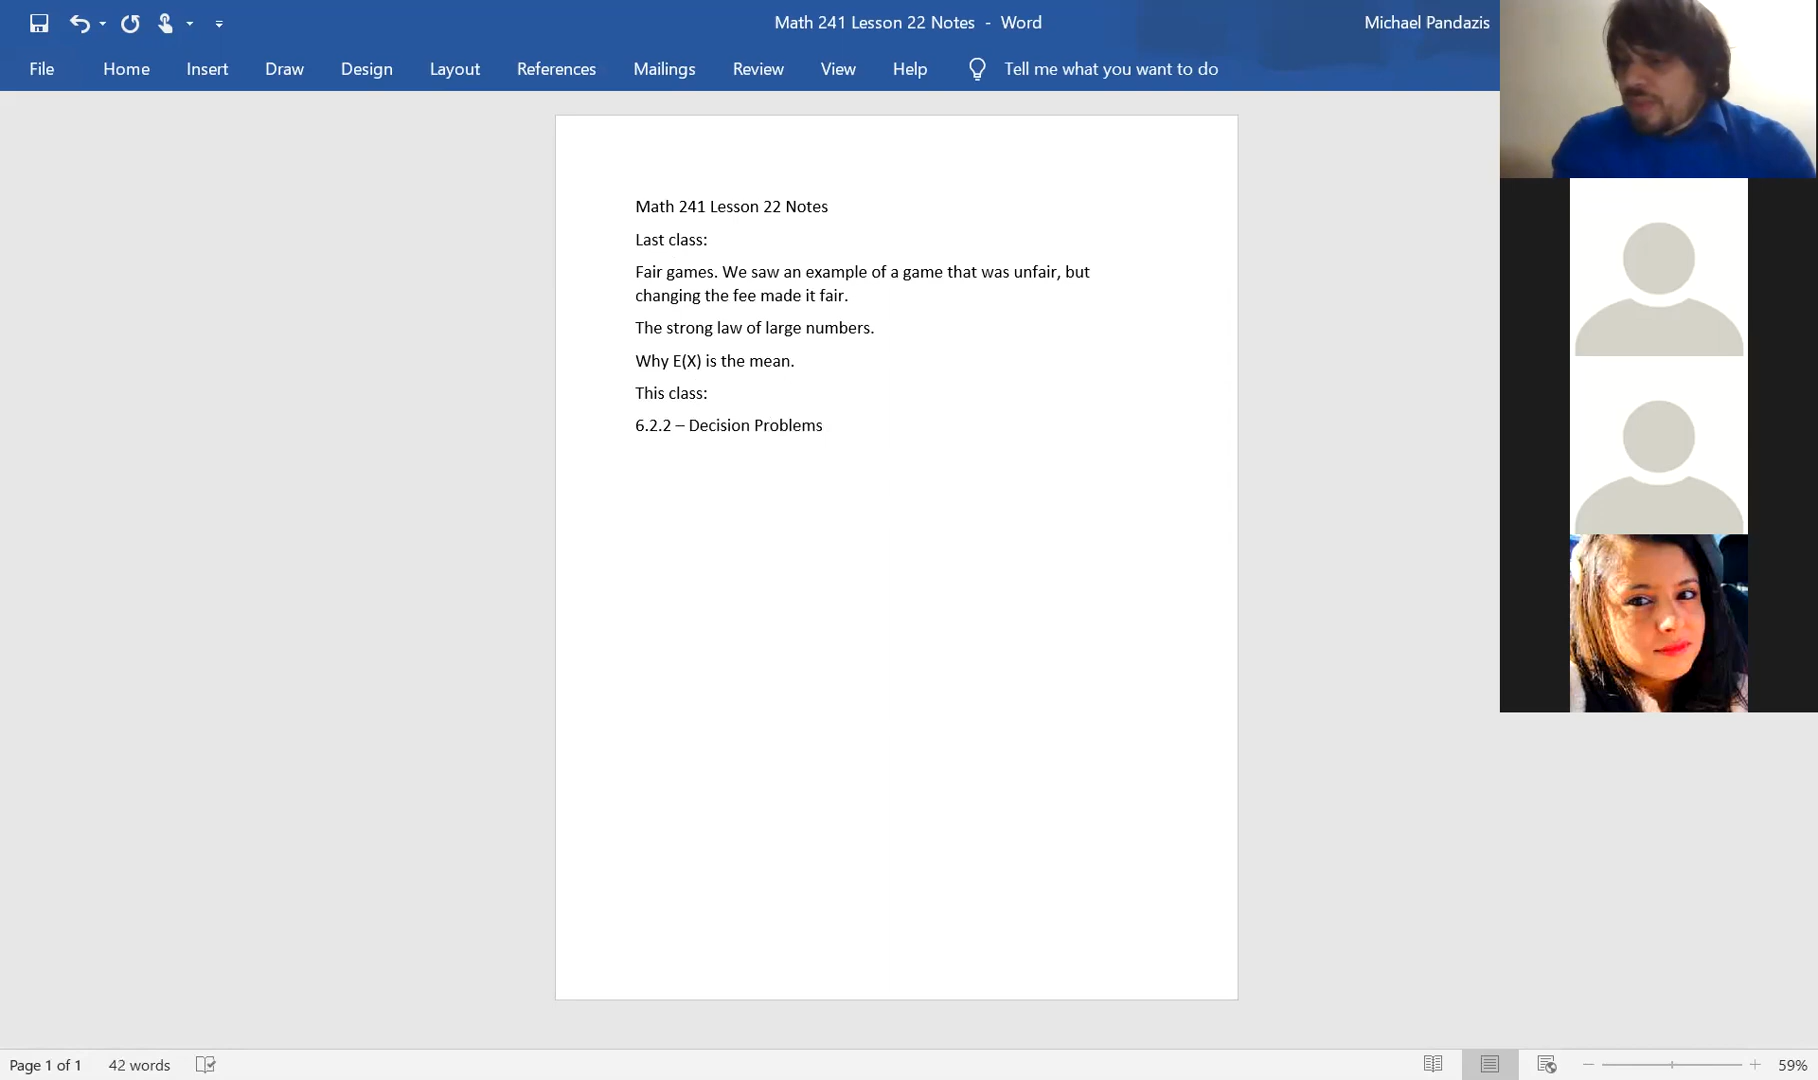 Math 241 Lesson 22 Notes - Word
Michael Pandazis
File Home Insert Draw Design Layout References Mailings Review View Help Tell me what you want to do
Math 241 Lesson 22 Notes
Last class:
Fair games. We saw an example of a game that was unfair, but
changing the fee made it fair.
The strong law of large numbers.
Why E(X) is the mean.
This class:
6.2.2 – Decision Problems
Page 1 of 1 42 words 59%